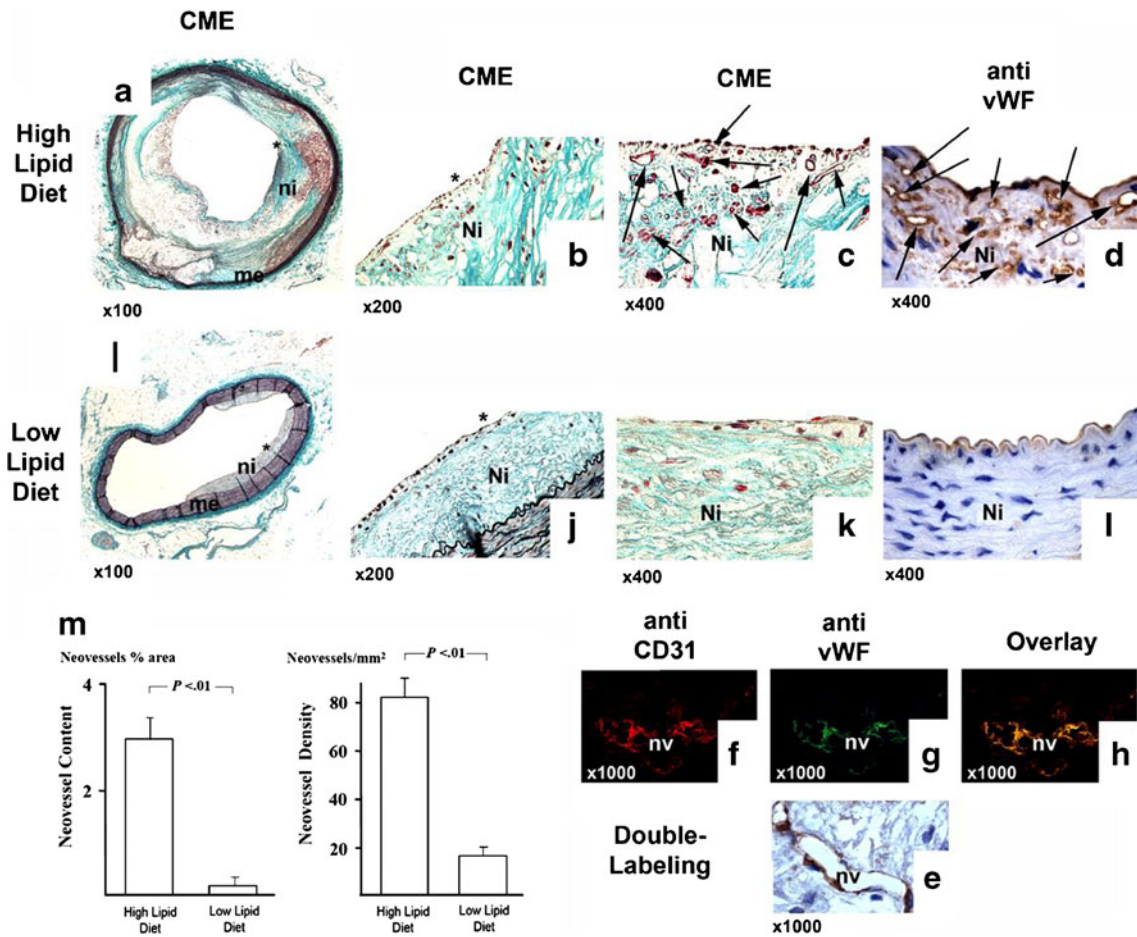 CME
a
High
Lipid
Diet
*
ni
me
x100
CME
*
Ni
b
x200
CME
Ni
c
x400
anti
vWF
Ni
d
x400
l
Low
Lipid
Diet
*
ni
me
x100
*
Ni
j
x200
Ni
k
x400
Ni
l
x400
m
Neovessels % area
P <.01
4
2
Neovessel Content
High Lipid
Diet
Low Lipid
Diet
Neovessels/mm²
P <.01
80
60
40
20
Neovessel Density
High Lipid
Diet
Low Lipid
Diet
anti
CD31
nv
x1000
f
anti
vWF
nv
x1000
g
Overlay
nv
x1000
h
Double-
Labeling
nv
e
x1000